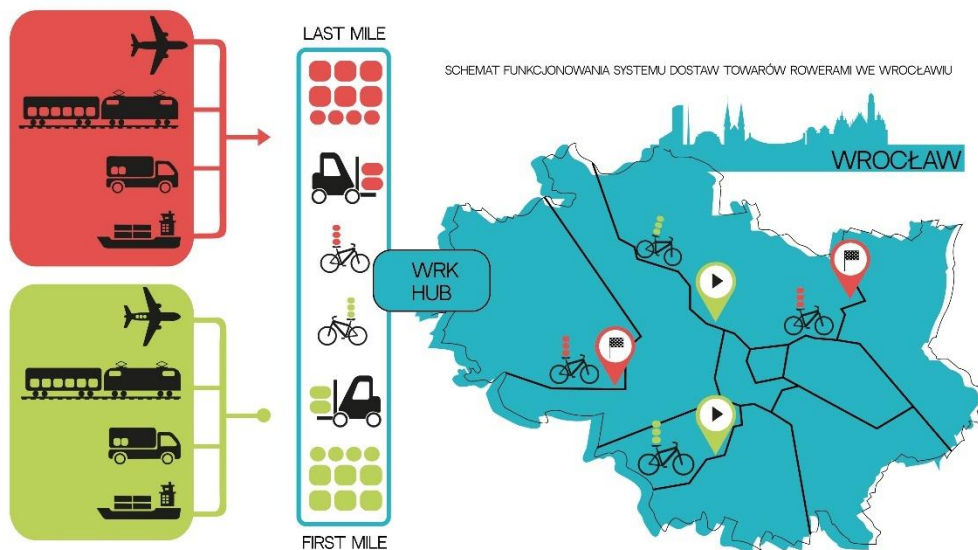 LAST MILE
SCHEMAT FUNKCJONOWANIA SYSTEMU DOSTAW TOWARÓW ROWERAMI WE WROCŁAWIU
WROCŁAW
WRK
HUB
FIRST MILE